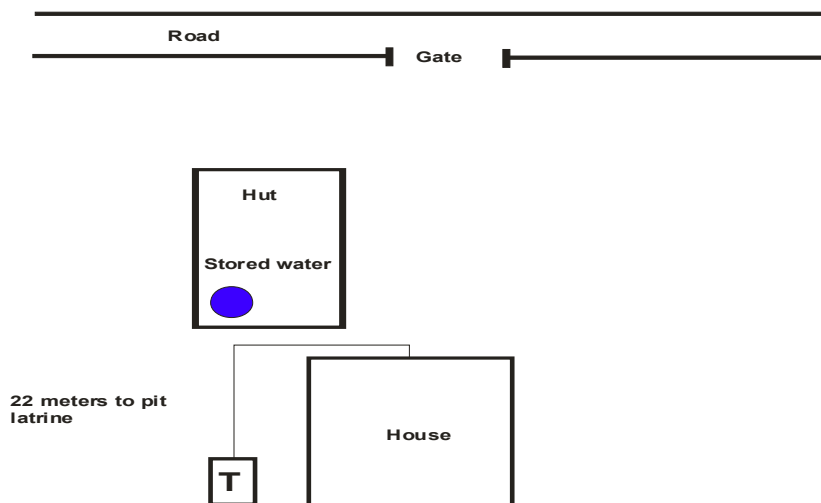 Road
Gate
Hut
Stored water
22 meters to pit
latrine
House
T